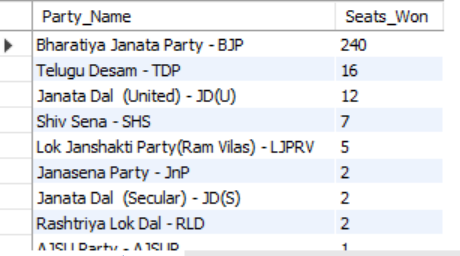 Party_Name Seats_Won
Bharatiya Janata Party - BJP 240
Telugu Desam - TDP 16
Janata Dal  (United) - JD(U) 12
Shiv Sena - SHS 7
Lok Janshakti Party(Ram Vilas) - LJPRV 5
Janasena Party - JnP 2
Janata Dal  (Secular) - JD(S) 2
Rashtriya Lok Dal - RLD 2
AJSU Party - AJSUP 1